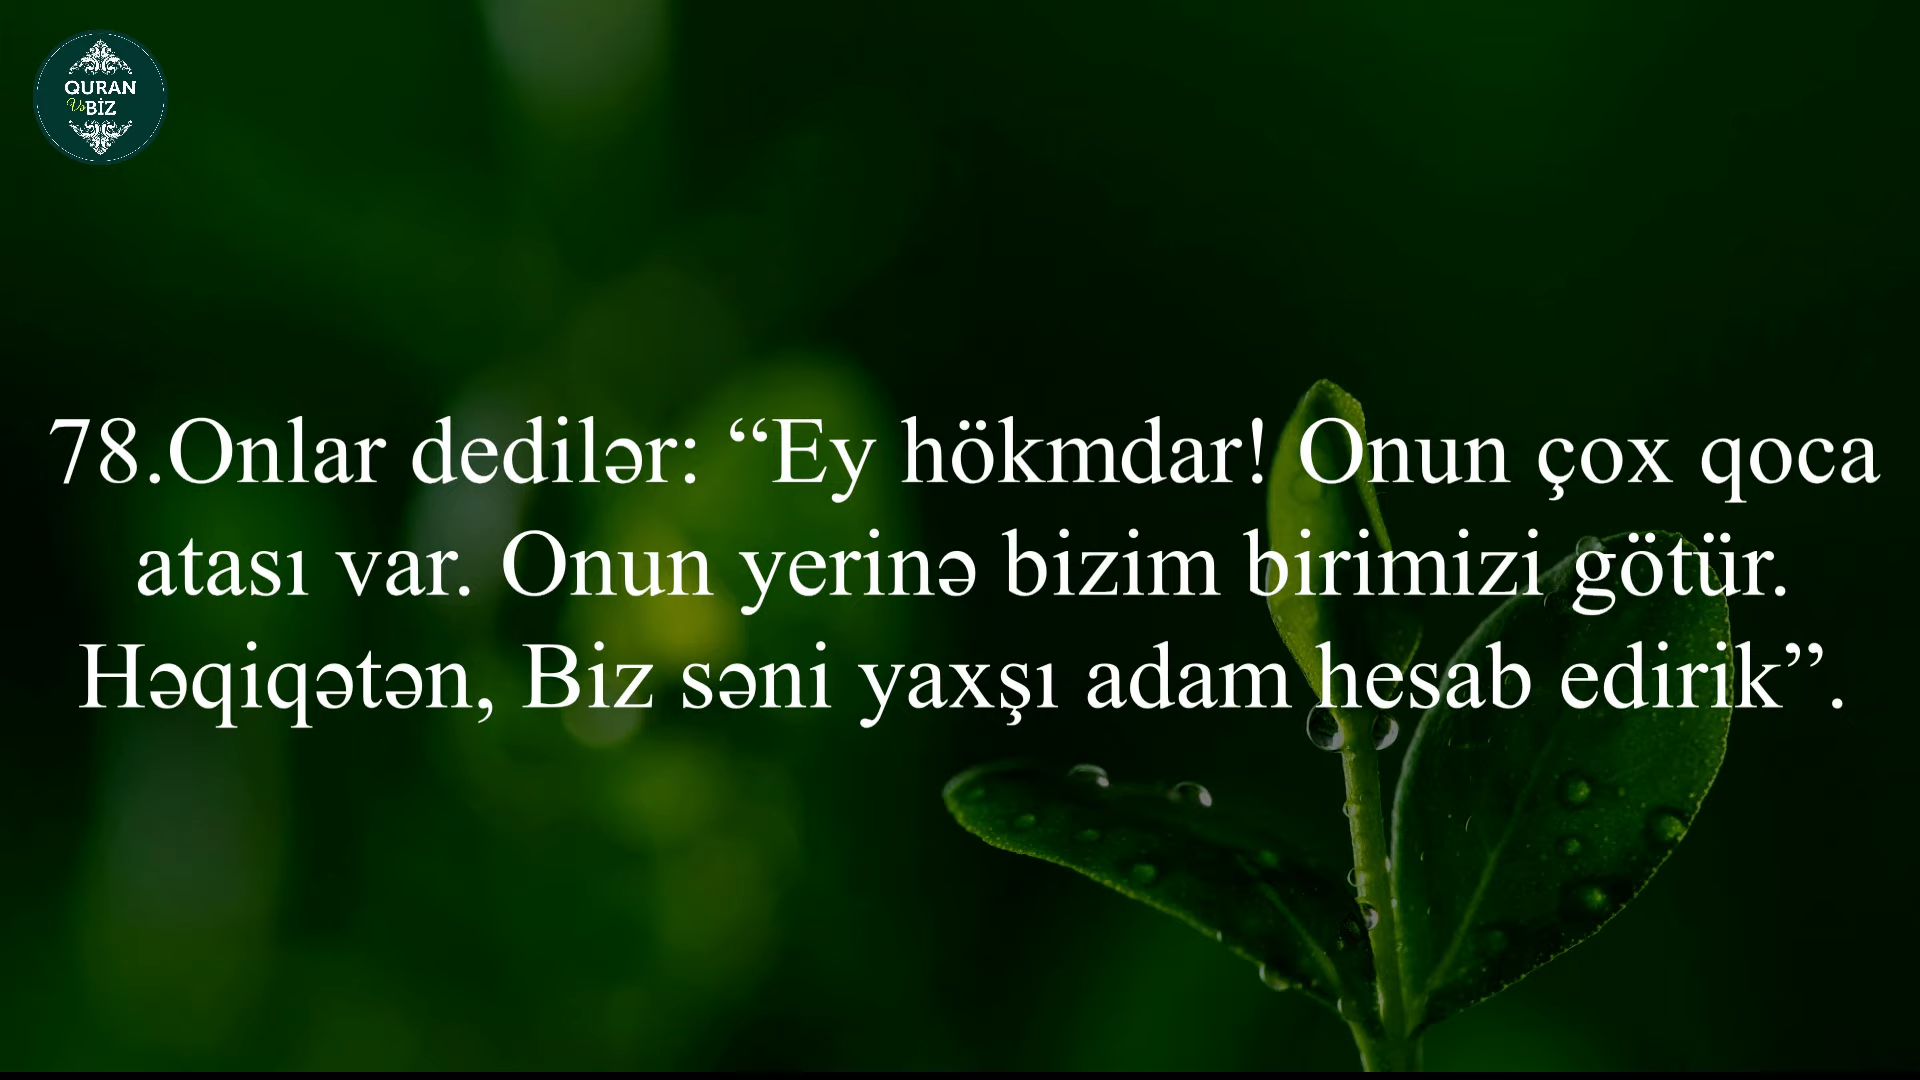 QURAN
Və BİZ
78.Onlar dedilər: “Ey hökmdar! Onun çox qoca
atası var. Onun yerinə bizim birimizi götür.
Həqiqətən, Biz səni yaxşı adam hesab edirik”.